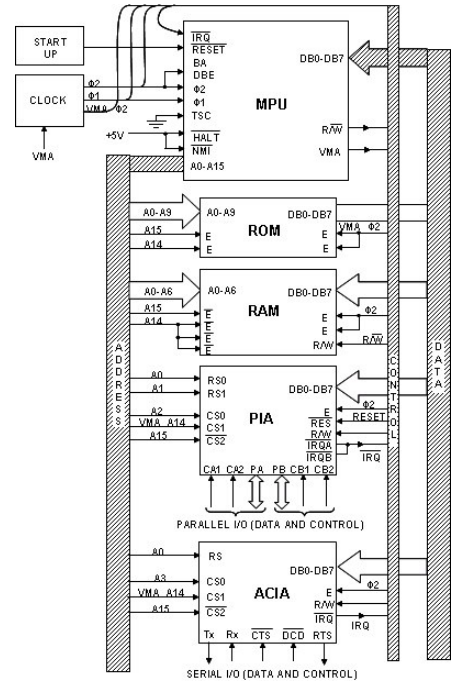 START UP
CLOCK
VMA
Φ2
Φ1
VMA Φ2
+5V
IRQ
RESET
BA
DBE
Φ2
Φ1
TSC
HALT
NMI
A0-A15
MPU
DB0-DB7
R/W
VMA
A0-A9
A15
A14
A0-A9
E
E
ROM
DB0-DB7
VMA Φ2
E
E
A0-A6
A15
A14
A0-A6
E
E
E
E
RAM
DB0-DB7
E
E
R/W
Φ2
R/W
ADDRESS
CONTROL
DATA
A0
A1
A2
VMA A14
A15
RS0
RS1
CS0
CS1
CS2
PIA
DB0-DB7
E
RES
R/W
IRQA
IRQB
Φ2
RESET
IRQ
CA1 CA2 PA PB CB1 CB2
PARALLEL I/O (DATA AND CONTROL)
A0
A3
VMA A14
A15
RS
CS0
CS1
CS2
ACIA
DB0-DB7
E
R/W
IRQ
Φ2
IRQ
Tx Rx CTS DCD RTS
SERIAL I/O (DATA AND CONTROL)